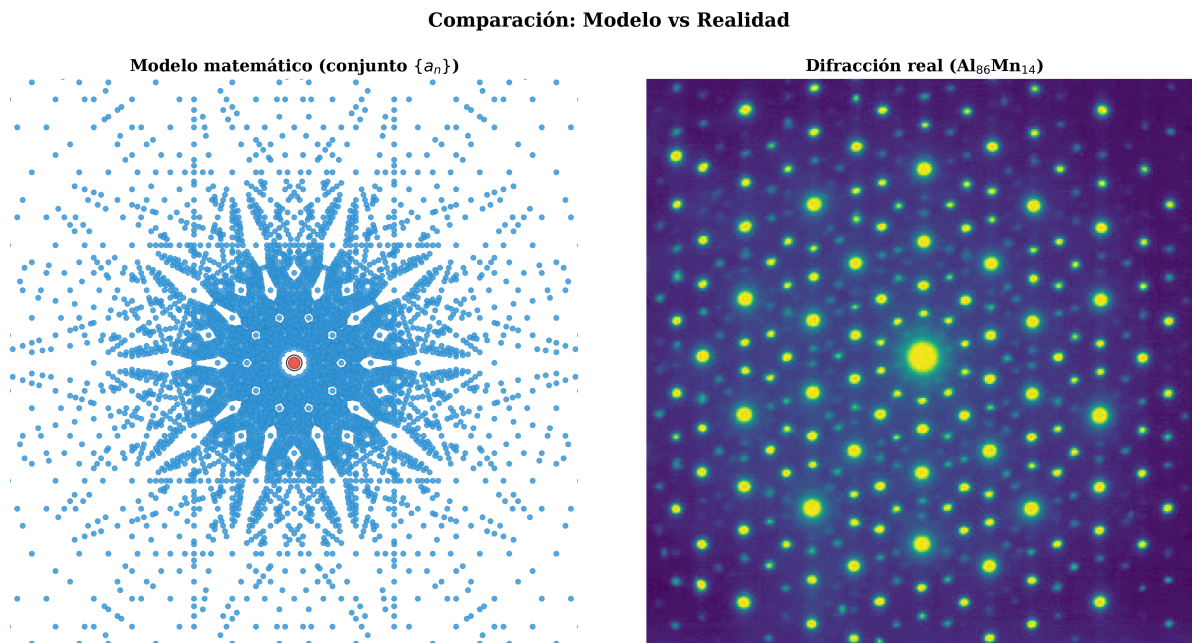 Comparación: Modelo vs Realidad
Modelo matemático (conjunto {aₙ})
Difracción real (Al₈₆Mn₁₄)